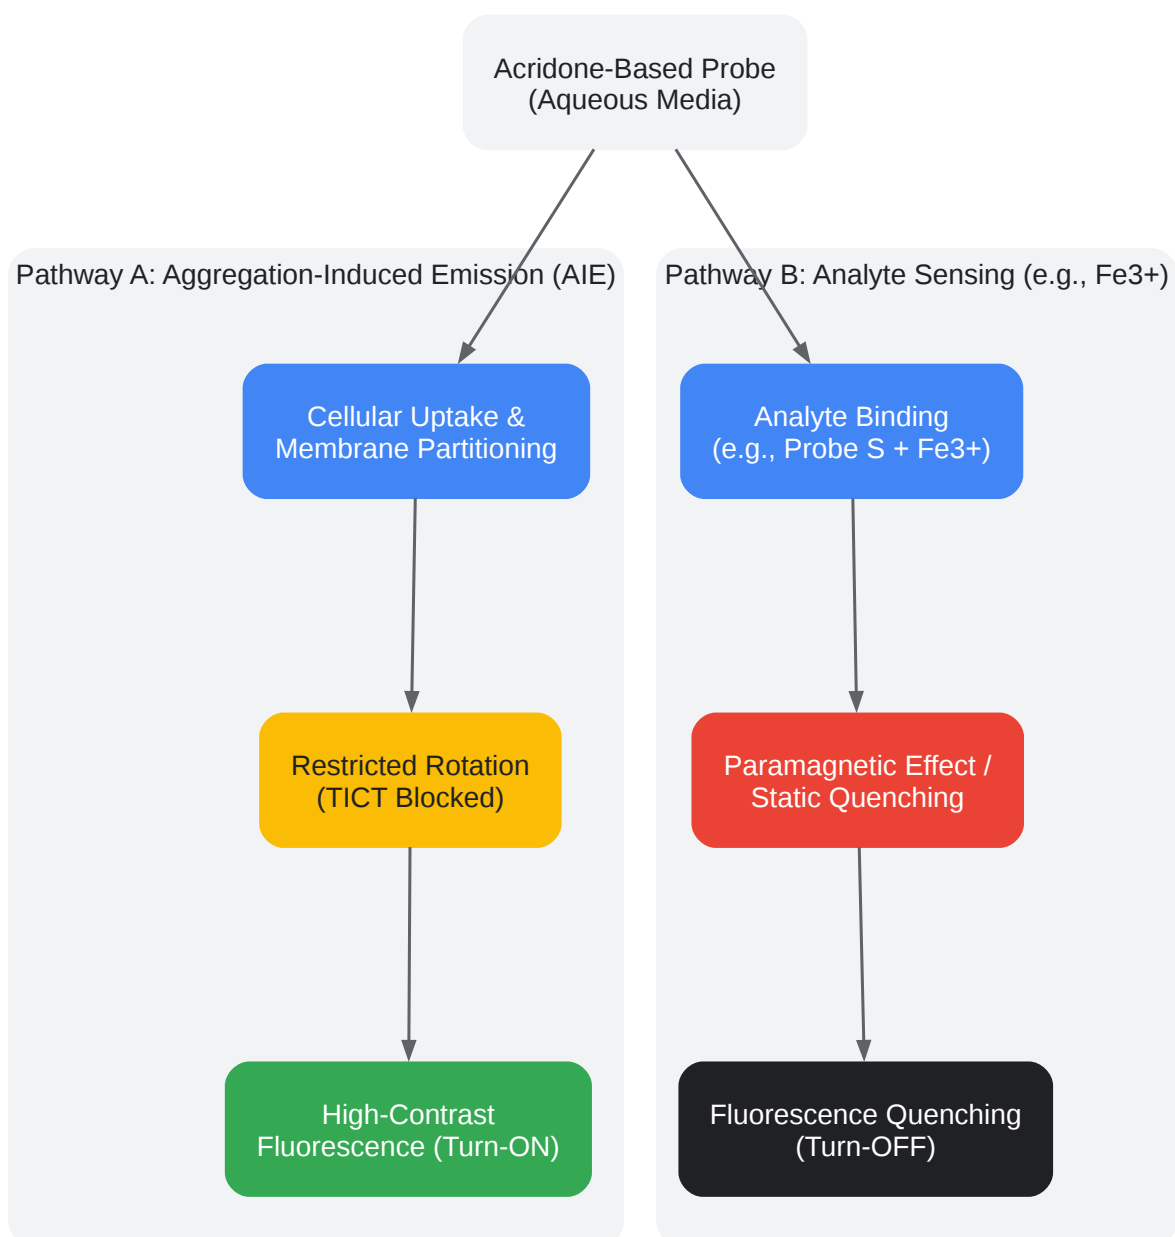 Acridone-Based Probe
(Aqueous Media)
Pathway A: Aggregation-Induced Emission (AIE)
Cellular Uptake &
Membrane Partitioning
Restricted Rotation
(TICT Blocked)
High-Contrast
Fluorescence (Turn-ON)
Pathway B: Analyte Sensing (e.g., Fe3+)
Analyte Binding
(e.g., Probe S + Fe3+)
Paramagnetic Effect /
Static Quenching
Fluorescence Quenching
(Turn-OFF)